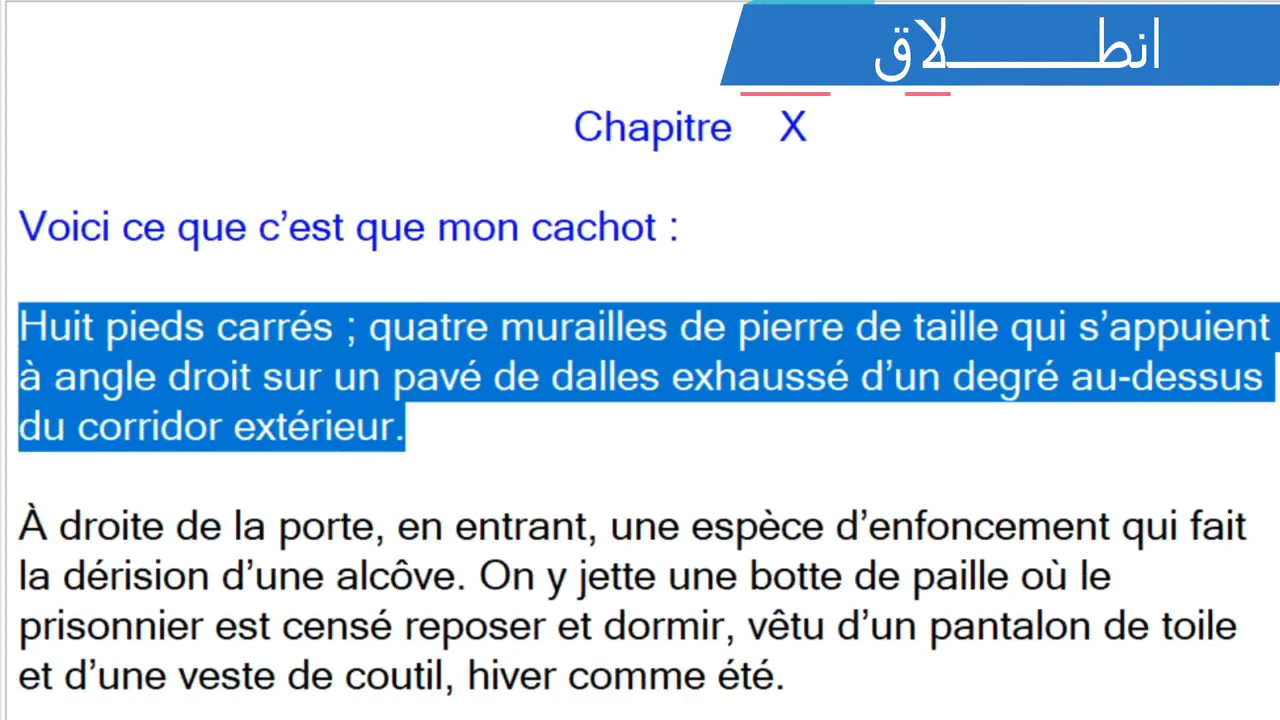 انطلاق
Chapitre X
Voici ce que c’est que mon cachot :
Huit pieds carrés ; quatre murailles de pierre de taille qui s’appuient
à angle droit sur un pavé de dalles exhaussé d’un degré au-dessus
du corridor extérieur.
À droite de la porte, en entrant, une espèce d’enfoncement qui fait
la dérision d’une alcôve. On y jette une botte de paille où le
prisonnier est censé reposer et dormir, vêtu d’un pantalon de toile
et d’une veste de coutil, hiver comme été.